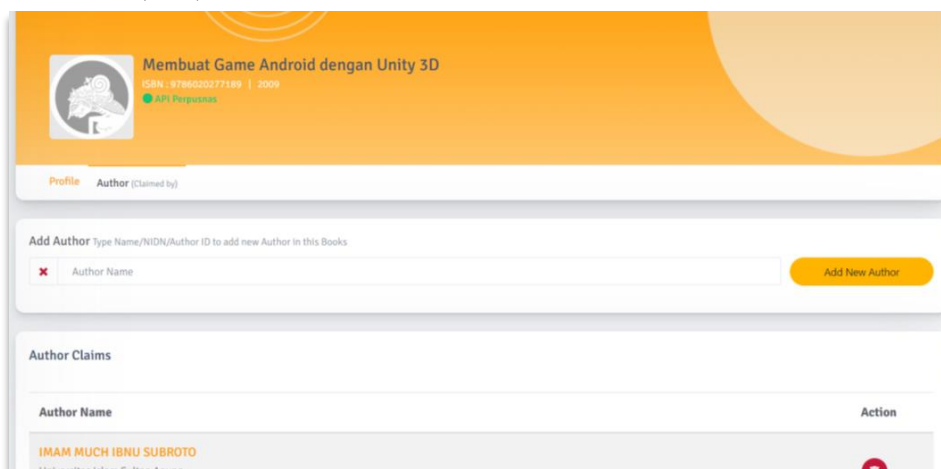 Membuat Game Android dengan Unity 3D
ISBN : 9786020277189 | 2009
API Perpusnas
Profile Author (Claimed by)
Add Author Type Name/NIDN/Author ID to add new Author in this Books
Author Name Add New Author
Author Claims
Author Name Action
IMAM MUCH IBNU SUBROTO